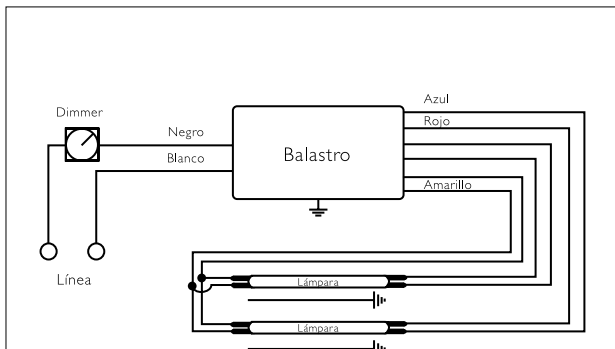 Azul
Dimmer
Rojo
Negro
Balastro
Blanco
Amarillo
Línea
Lámpara
Lámpara